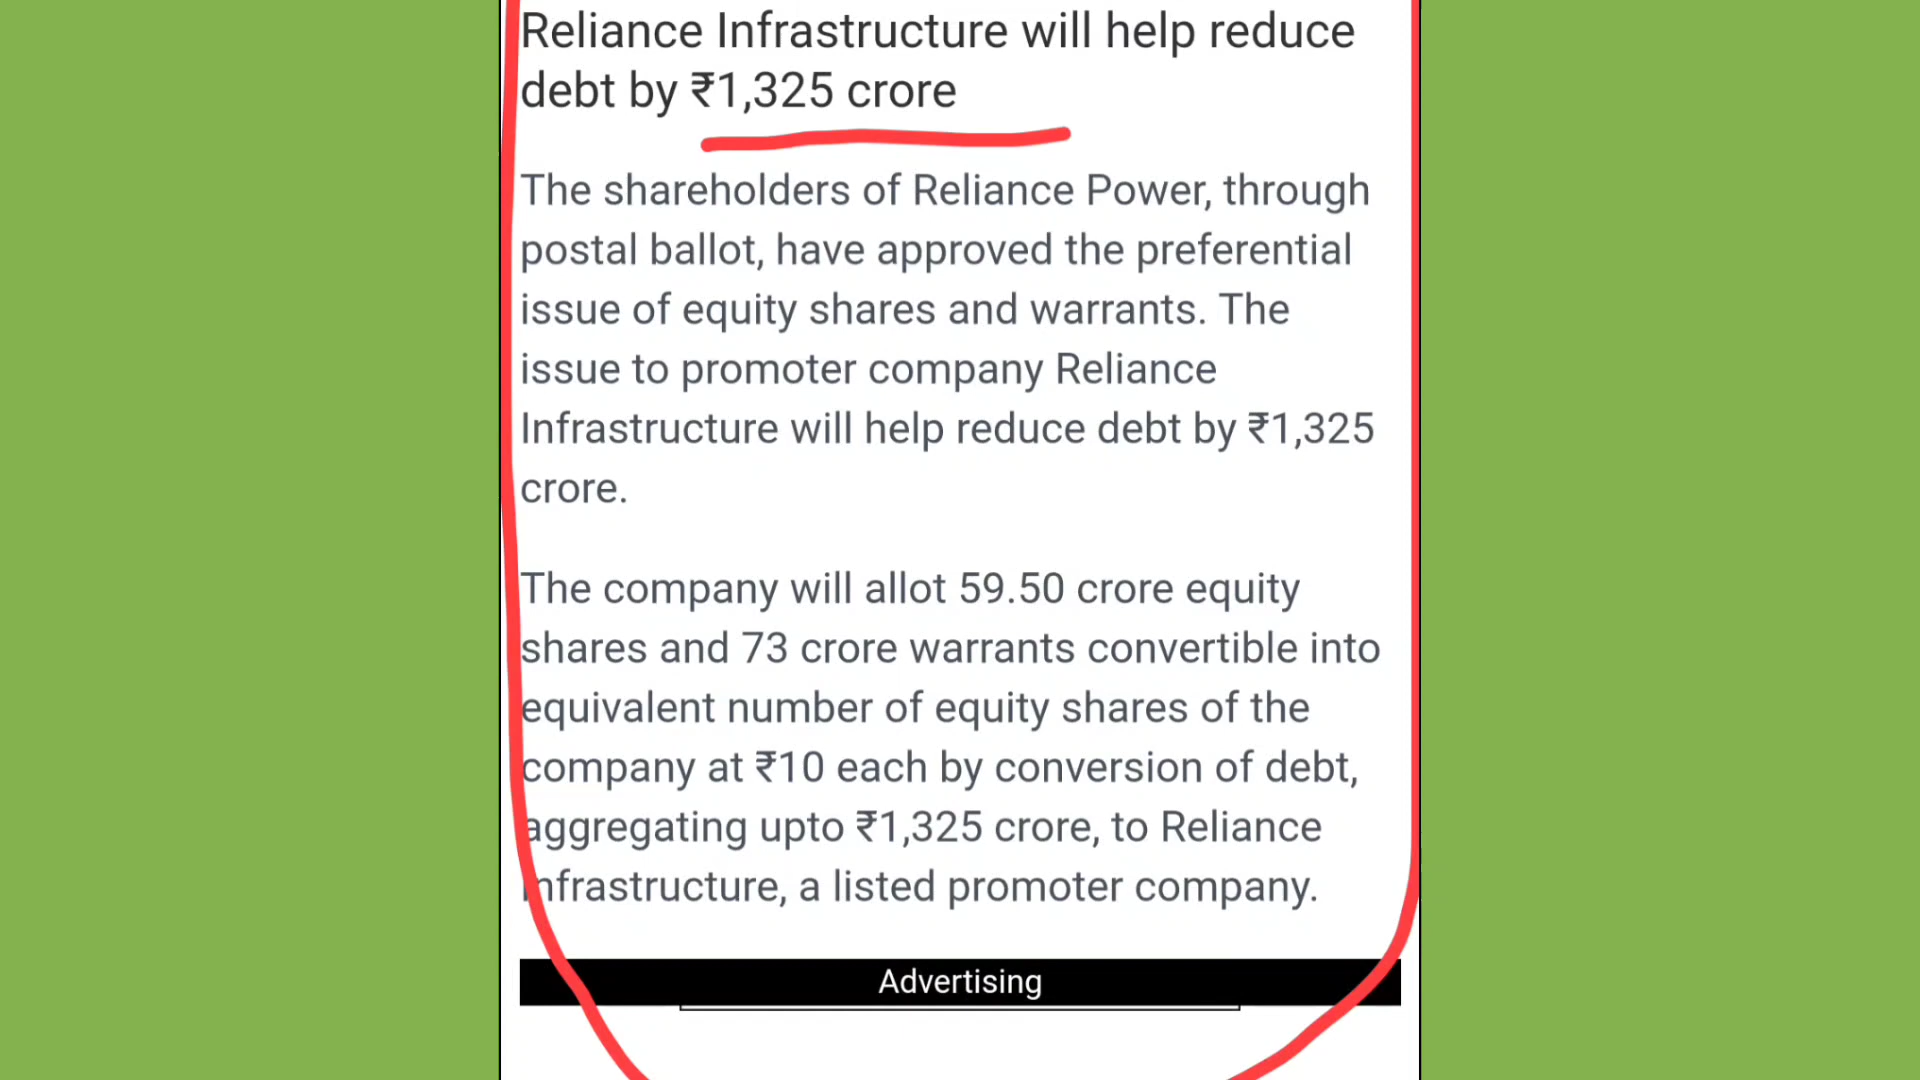 Reliance Infrastructure will help reduce
debt by ₹1,325 crore
The shareholders of Reliance Power, through
postal ballot, have approved the preferential
issue of equity shares and warrants. The
issue to promoter company Reliance
Infrastructure will help reduce debt by ₹1,325
crore.
The company will allot 59.50 crore equity
shares and 73 crore warrants convertible into
equivalent number of equity shares of the
company at ₹10 each by conversion of debt,
aggregating upto ₹1,325 crore, to Reliance
Infrastructure, a listed promoter company.
Advertising